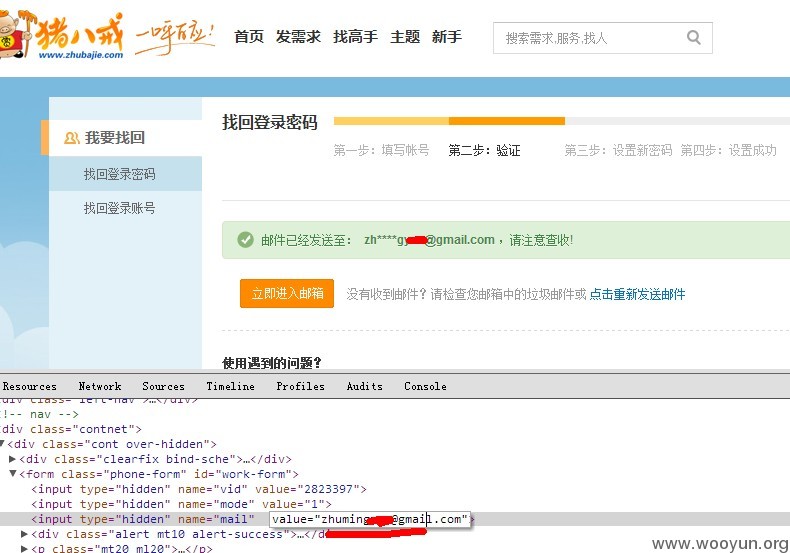 猪八戒
www.zhubajie.com
一呼百应!
首页 发需求 找高手 主题 新手
搜索需求,服务,找人
我要找回
找回登录密码
找回登录账号
找回登录密码
第一步：填写帐号 第二步：验证 第三步：设置新密码 第四步：设置成功
邮件已经发送至： zh****gy @gmail.com ，请注意查收!
立即进入邮箱 没有收到邮件？请检查您邮箱中的垃圾邮件或 点击重新发送邮件
使用遇到的问题？
Resources Network Sources Timeline Profiles Audits Console
div class="left-nav">…</div>
!-- nav -->
div class="contnet">
<div class="cont over-hidden">
<div class="clearfix bind-sche">…</div>
<form class="phone-form" id="work-form">
<input type="hidden" name="vid" value="2823397">
<input type="hidden" name="mode" value="1">
<input type="hidden" name="mail" value="zhuming @gmail.com">
<div class="alert mt10 alert-success">…</d
<p class="mt20 ml20">…</p>
www.wooyun.org